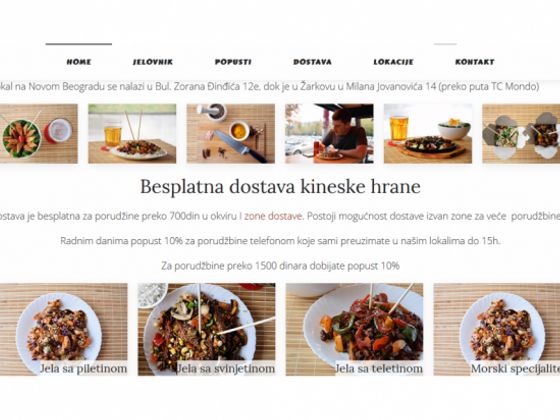 HOME JELOVNIK POPUSTI DOSTAVA LOKACIJE KONTAKT
kal na Novom Beogradu se nalazi u Bul. Zorana Đinđića 12e, dok je u Žarkovu u Milana Jovanovića 14 (preko puta TC Mondo)
Besplatna dostava kineske hrane
ostava je besplatna za porudžine preko 700din u okviru I zone dostave. Postoji mogućnost dostave izvan zone za veće porudžbine
Radnim danima popust 10% za porudžbine telefonom koje sami preuzimate u našim lokalima do 15h.
Za porudžbine preko 1500 dinara dobijate popust 10%
Jela sa piletinom Jela sa svinjetinom Jela sa teletinom Morski specijalite